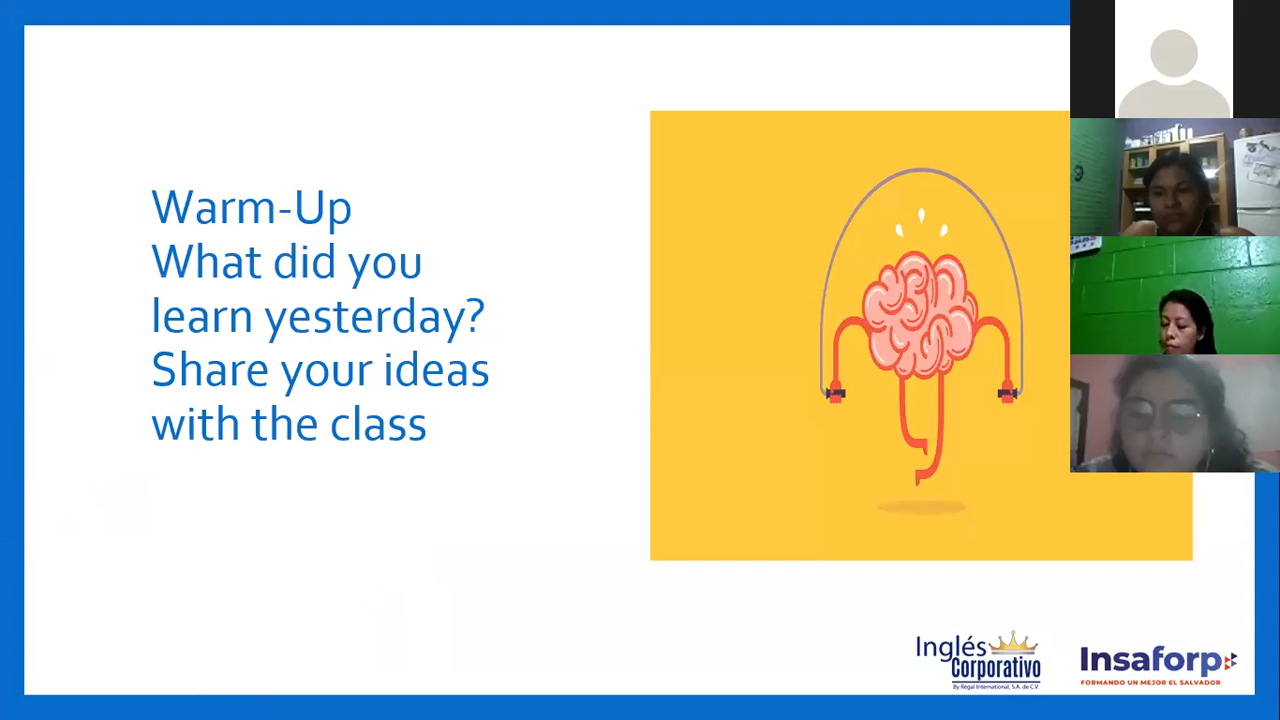 Warm-Up
What did you
learn yesterday?
Share your ideas
with the class
Inglés
Corporativo
By Regal International, S.A. de C.V.
Insaforp
FORMANDO UN MEJOR EL SALVADOR